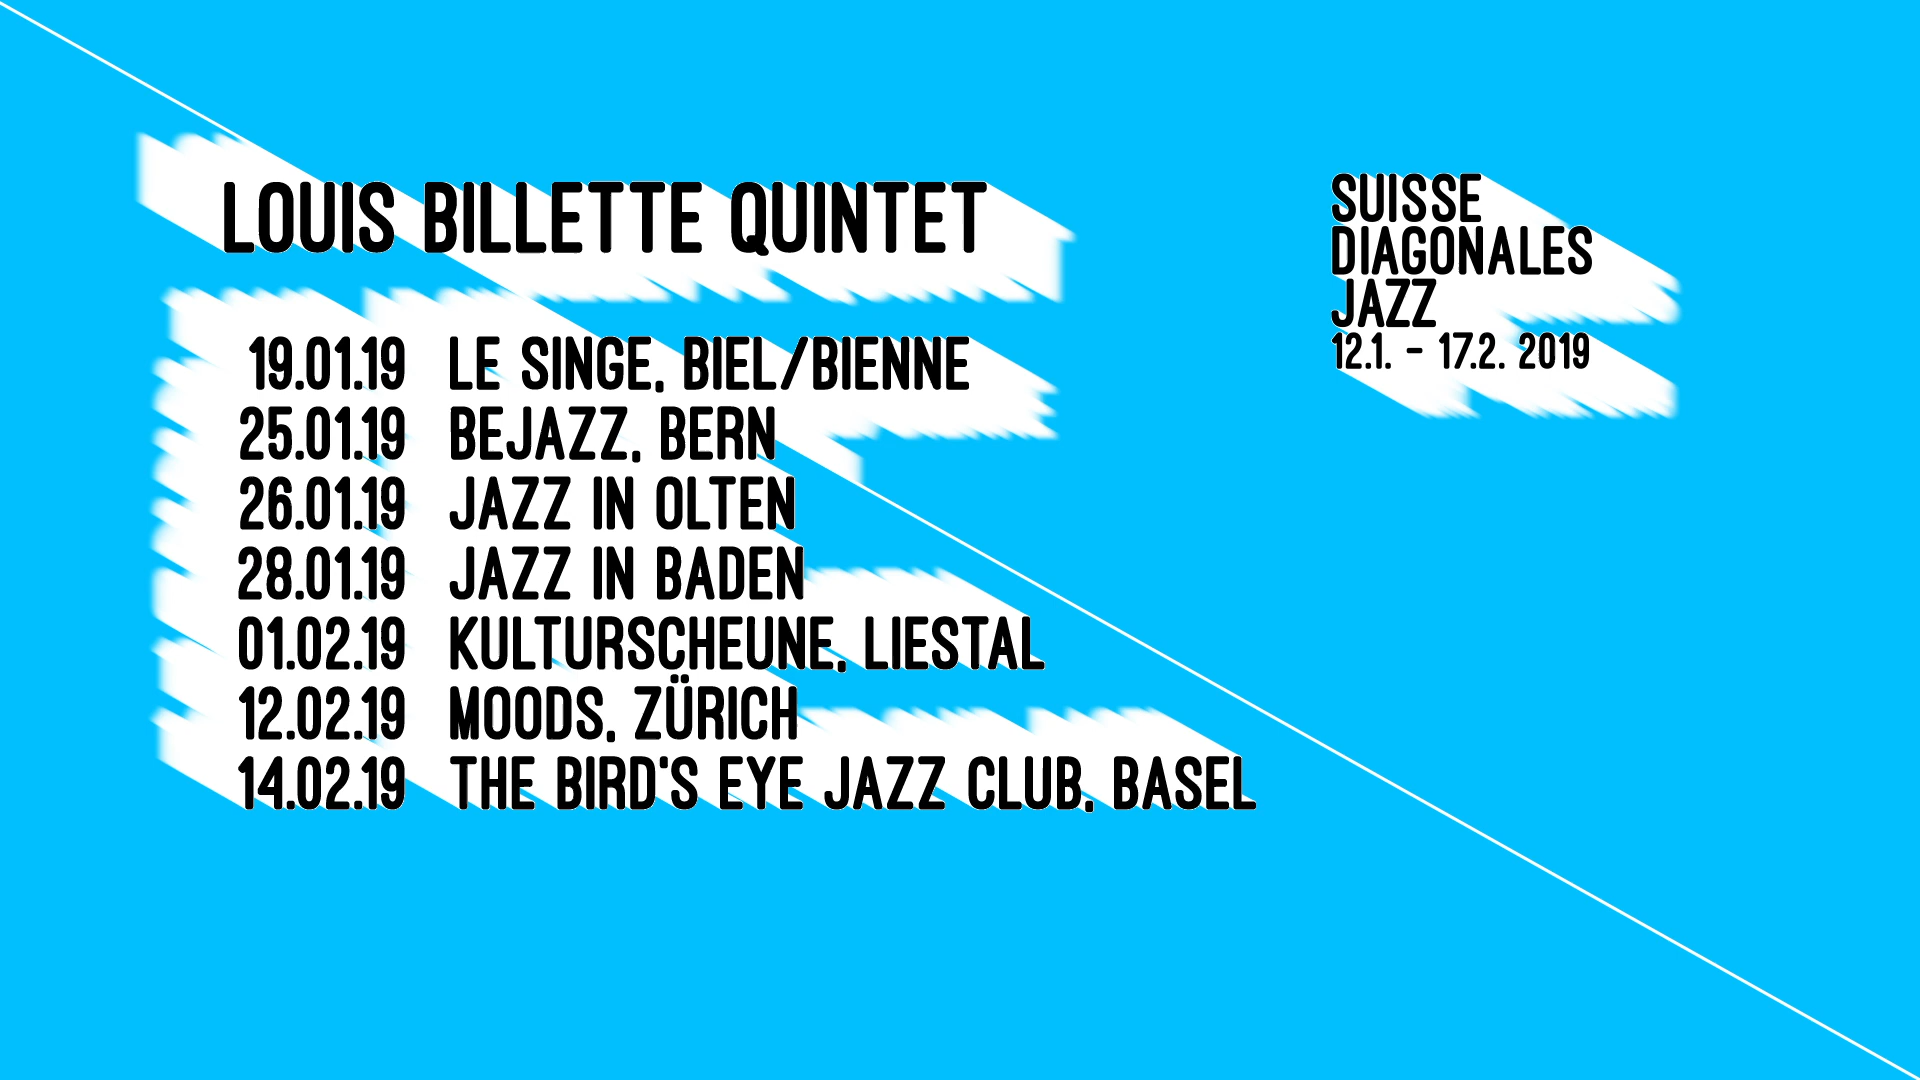 LOUIS BILLETTE QUINTET
19.01.19 LE SINGE, BIEL/BIENNE
25.01.19 BEJAZZ, BERN
26.01.19 JAZZ IN OLTEN
28.01.19 JAZZ IN BADEN
01.02.19 KULTURSCHEUNE, LIESTAL
12.02.19 MOODS, ZÜRICH
14.02.19 THE BIRD'S EYE JAZZ CLUB, BASEL
SUISSE
DIAGONALES
JAZZ
12.1. - 17.2. 2019